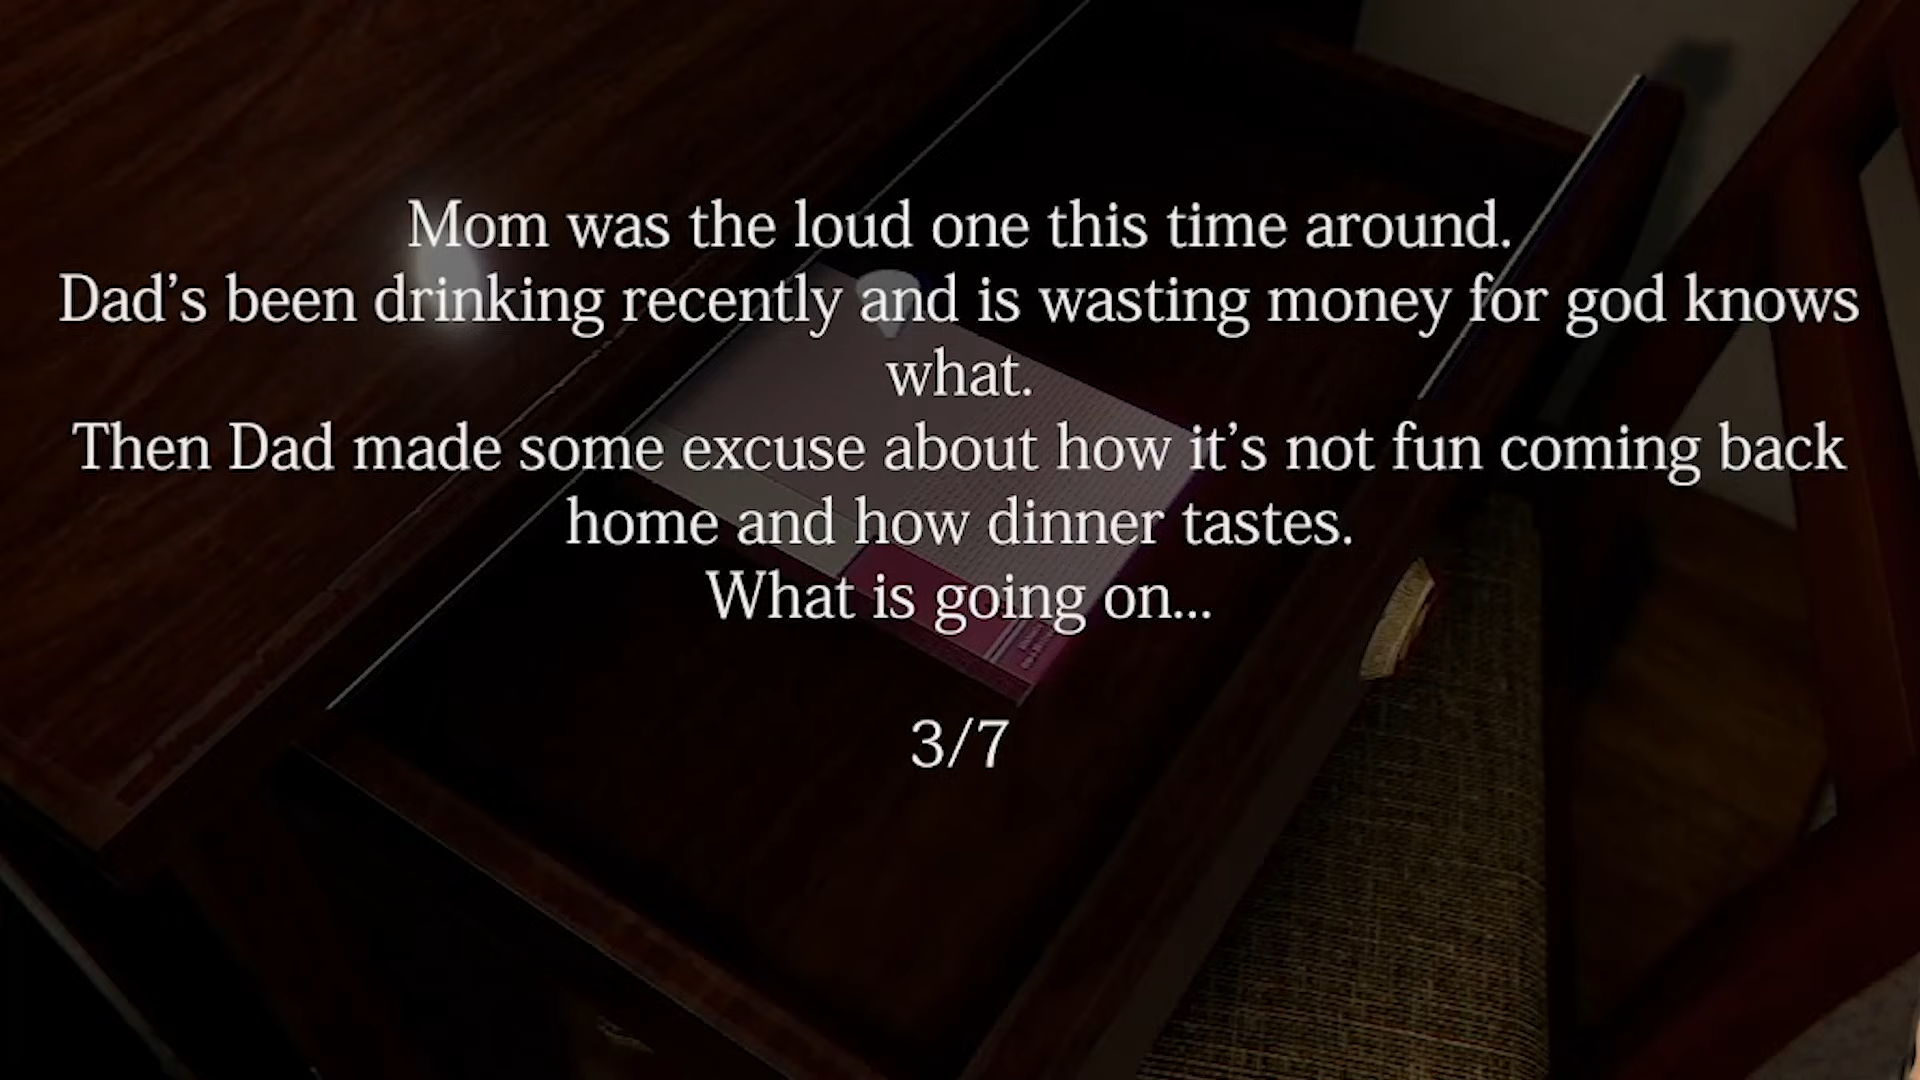 Mom was the loud one this time around.
Dad’s been drinking recently and is wasting money for god knows
what.
Then Dad made some excuse about how it’s not fun coming back
home and how dinner tastes.
What is going on...
3/7